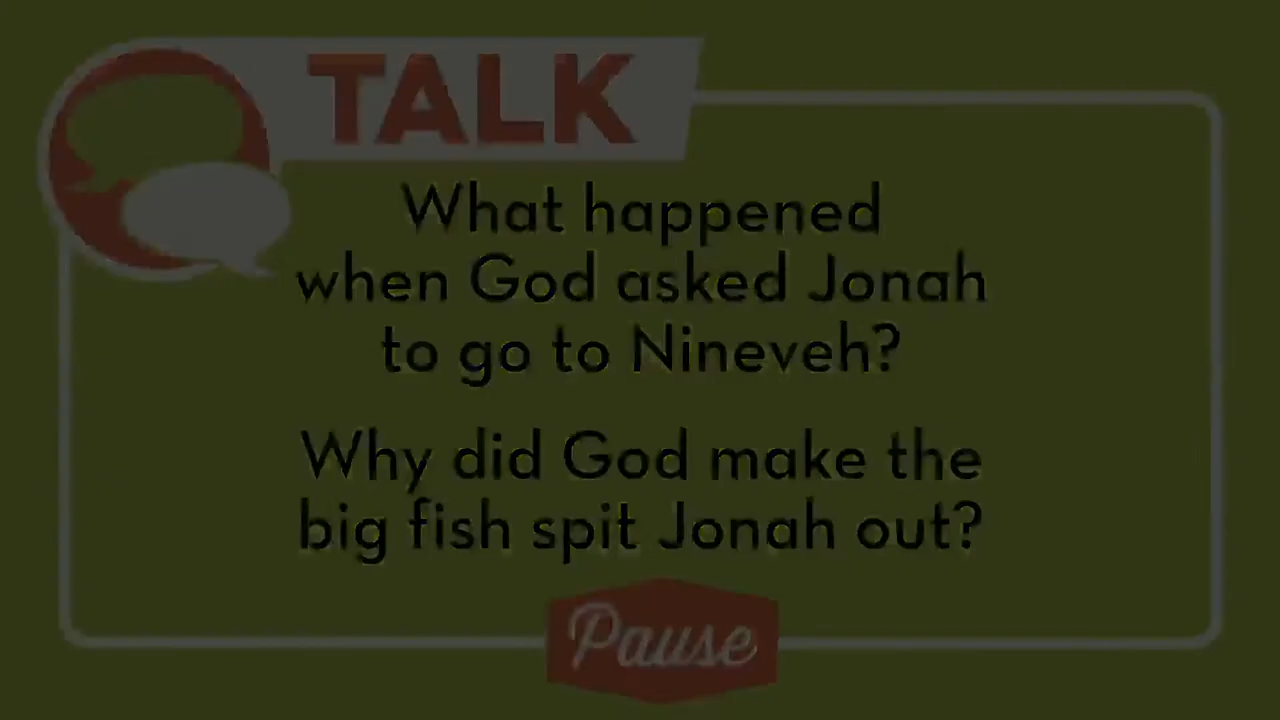 TALK
What happened
when God asked Jonah
to go to Nineveh?
Why did God make the
big fish spit Jonah out?
Pause